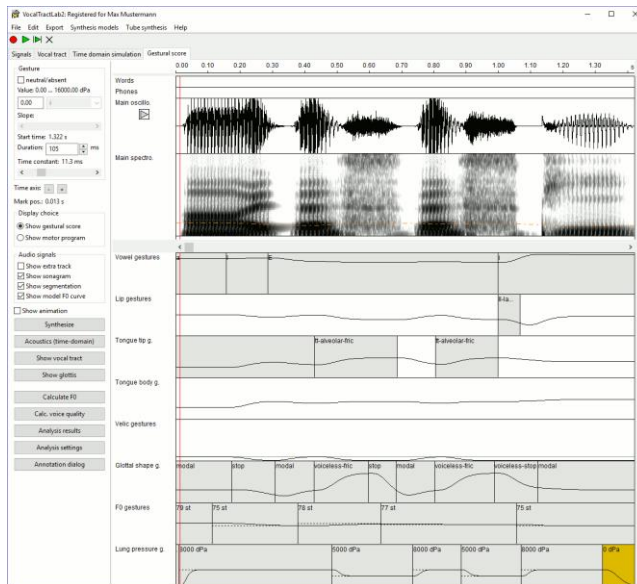 VocalTractLab2: Registered for Max Mustermann
File Edit Export Synthesis models Tube synthesis Help
Signals Vocal tract Time domain simulation Gestural score
Gesture
neutral/absent
Value: 0.00 ... 16000.00 dPa
0.00
Slope:
Start time: 1.322 s
Duration: 105 ms
Time constant: 11.3 ms
Time axis: - +
Mark pos.: 0.013 s
Display choice
Show gestural score
Show motor program
Audio signals
Show extra track
Show sonagram
Show segmentation
Show model F0 curve
Show animation
Synthesize
Acoustics (time-domain)
Show vocal tract
Show glottis
Calculate F0
Calc. voice quality
Analysis results
Analysis settings
Annotation dialog
0.00 0.10 0.20 0.30 0.40 0.50 0.60 0.70 0.80 0.90 1.00 1.10 1.20 1.30 1.40 s
Words
Phones
Main oscillo.
Main spectro.
Vowel gestures
E
Lip gestures
ll-la...
Tongue tip g.
tt-alveolar-fric tt-alveolar-fric
Tongue body g.
Velic gestures
Glottal shape g.
modal stop modal voiceless-fric stop modal voiceless-fric voiceless-stop modal
F0 gestures
79 st 75 st 78 st 77 st 75 st
Lung pressure g.
8000 dPa 5000 dPa 8000 dPa 5000 dPa 8000 dPa 0 dPa